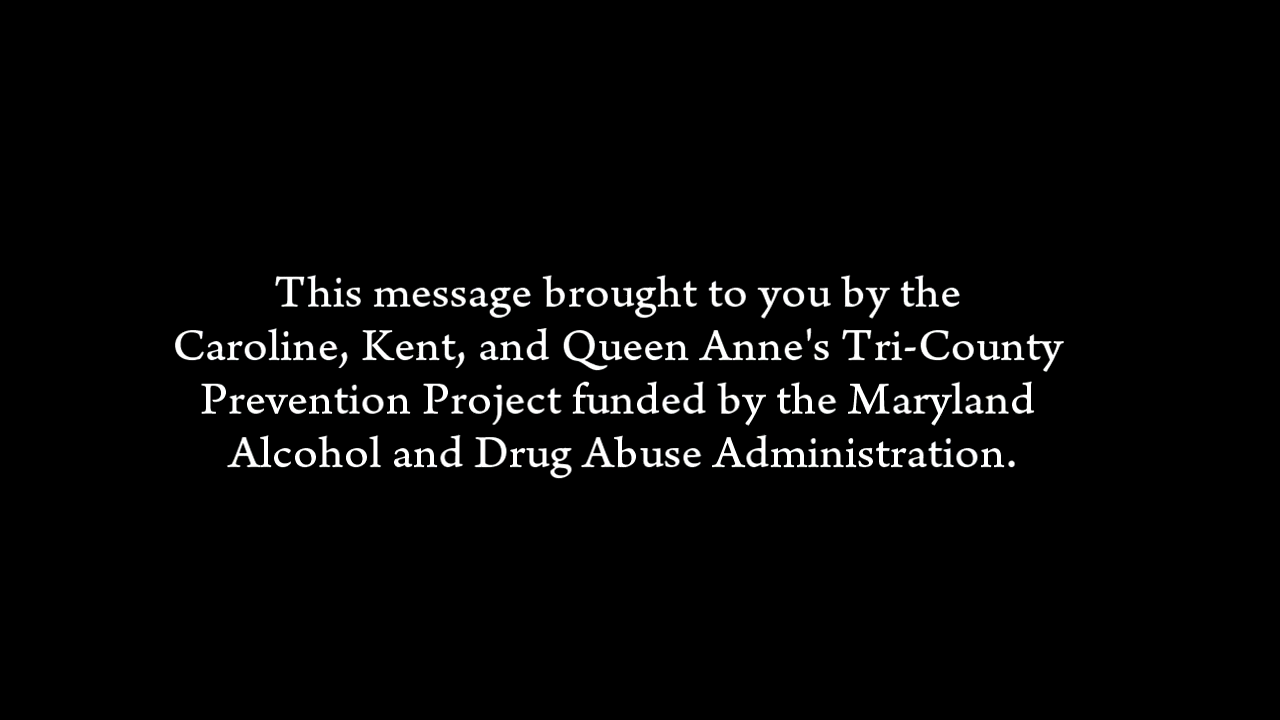 This message brought to you by the
Caroline, Kent, and Queen Anne's Tri-County
Prevention Project funded by the Maryland
Alcohol and Drug Abuse Administration.